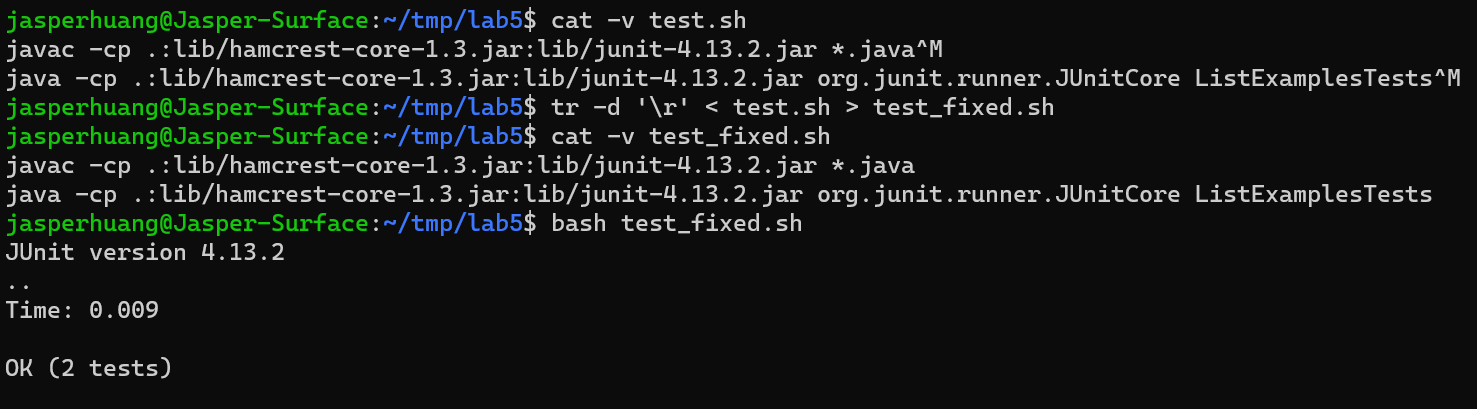 jasperhuang@Jasper-Surface:~/tmp/lab5$ cat -v test.sh
javac -cp .:lib/hamcrest-core-1.3.jar:lib/junit-4.13.2.jar *.java^M
java -cp .:lib/hamcrest-core-1.3.jar:lib/junit-4.13.2.jar org.junit.runner.JUnitCore ListExamplesTests^M
jasperhuang@Jasper-Surface:~/tmp/lab5$ tr -d '\r' < test.sh > test_fixed.sh
jasperhuang@Jasper-Surface:~/tmp/lab5$ cat -v test_fixed.sh
javac -cp .:lib/hamcrest-core-1.3.jar:lib/junit-4.13.2.jar *.java
java -cp .:lib/hamcrest-core-1.3.jar:lib/junit-4.13.2.jar org.junit.runner.JUnitCore ListExamplesTests
jasperhuang@Jasper-Surface:~/tmp/lab5$ bash test_fixed.sh
JUnit version 4.13.2
..
Time: 0.009
OK (2 tests)